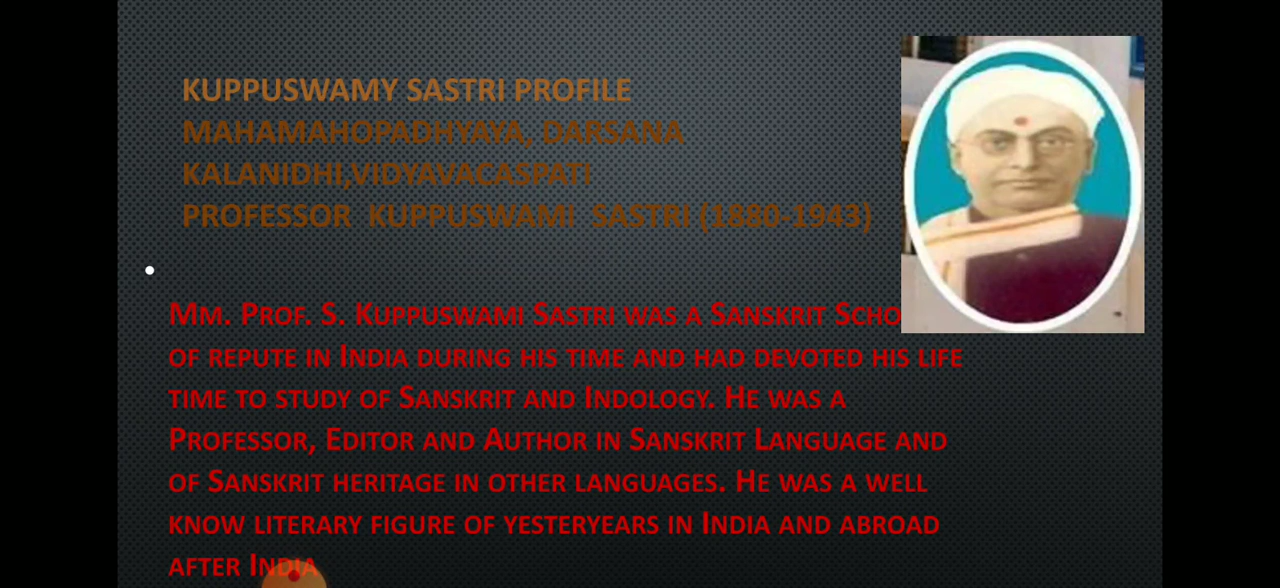 KUPPUSWAMY SASTRI PROFILE
MAHAMAHOPADHYAYA, DARSANA
KALANIDHI,VIDYAVACASPATI
PROFESSOR KUPPUSWAMI SASTRI (1880-1943)
MM. PROF. S. KUPPUSWAMI SASTRI WAS A SANSKRIT
OF REPUTE IN INDIA DURING HIS TIME AND HAD DEVOTED HIS LIFE
TIME TO STUDY OF SANSKRIT AND INDOLOGY. HE WAS A
PROFESSOR, EDITOR AND AUTHOR IN SANSKRIT LANGUAGE AND
OF SANSKRIT HERITAGE IN OTHER LANGUAGES. HE WAS A WELL
KNOW LITERARY FIGURE OF YESTERYEARS IN INDIA AND ABROAD
AFTER INDIA